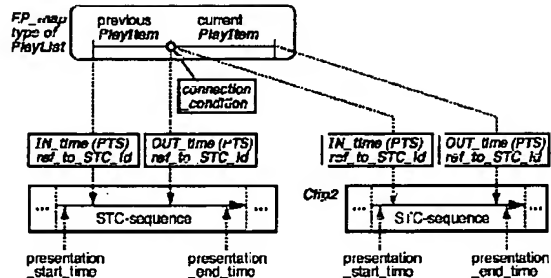 EP_map
type of
PlayList
previous
PlayItem
current
PlayItem
connection
_condition
IN_time (PTS)
ref_to_STC_id
OUT_time (PTS)
ref_to_STC_id
IN_time (PTS)
ref_to_STC_id
OUT_time (PTS)
ref_to_STC_id
... STC-sequence ...
Clip2
... STC-sequence ...
presentation
_start_time
presentation
_end_time
presentation
_start_time
presentation
_end_time